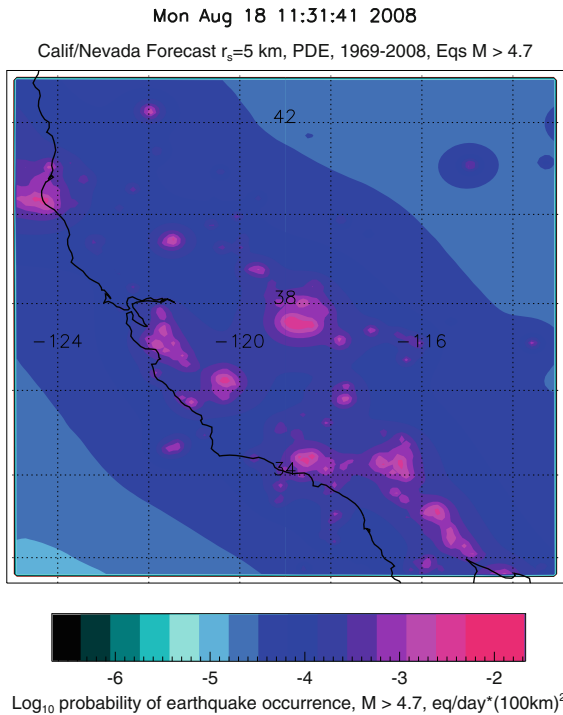 Mon Aug 18 11:31:41 2008
Calif/Nevada Forecast rₛ=5 km, PDE, 1969-2008, Eqs M > 4.7
42
38
−124 −120 −116
34
-6 -5 -4 -3 -2
Log₁₀ probability of earthquake occurrence, M > 4.7, eq/day*(100km)²